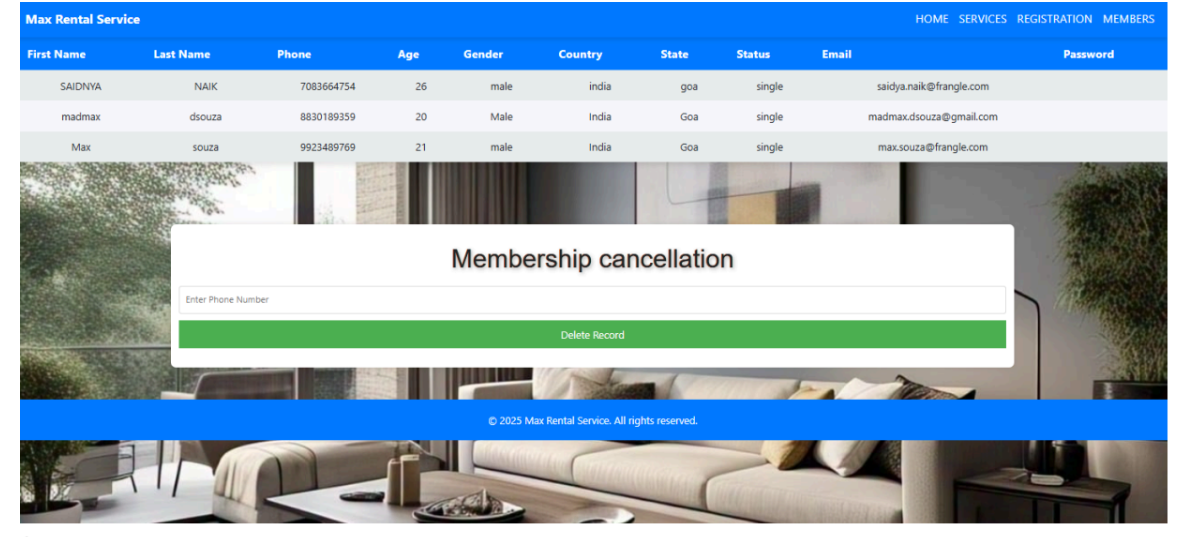 Max Rental Service HOME SERVICES REGISTRATION MEMBERS
First Name Last Name Phone Age Gender Country State Status Email Password
SAIDNYA NAIK 7083664754 26 male india goa single saidya.naik@frangle.com
madmax dsouza 8830189359 20 Male India Goa single madmax.dsouza@gmail.com
Max souza 9923489769 21 male India Goa single max.souza@frangle.com
Membership cancellation
Enter Phone Number
Delete Record
© 2025 Max Rental Service. All rights reserved.